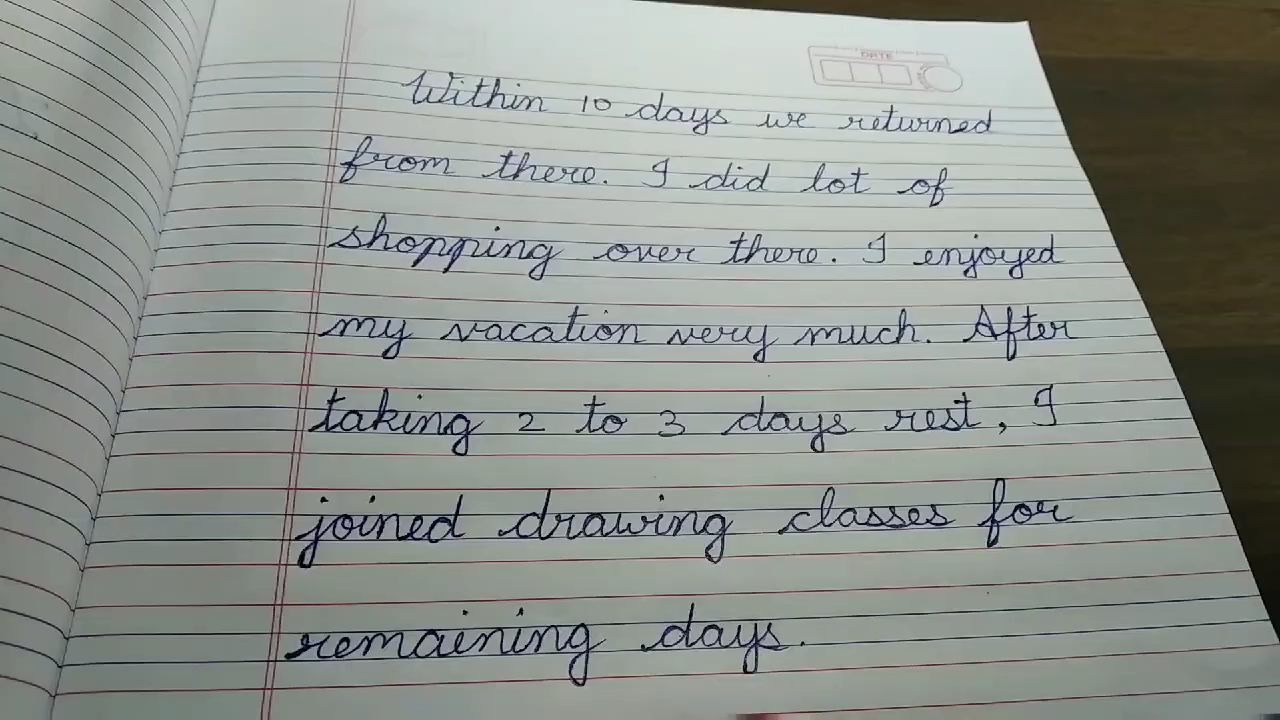 DATE
Within 10 days we returned
from there. I did lot of
shopping over there. I enjoyed
my vacation very much. After
taking 2 to 3 days rest, I
joined drawing classes for
remaining days.